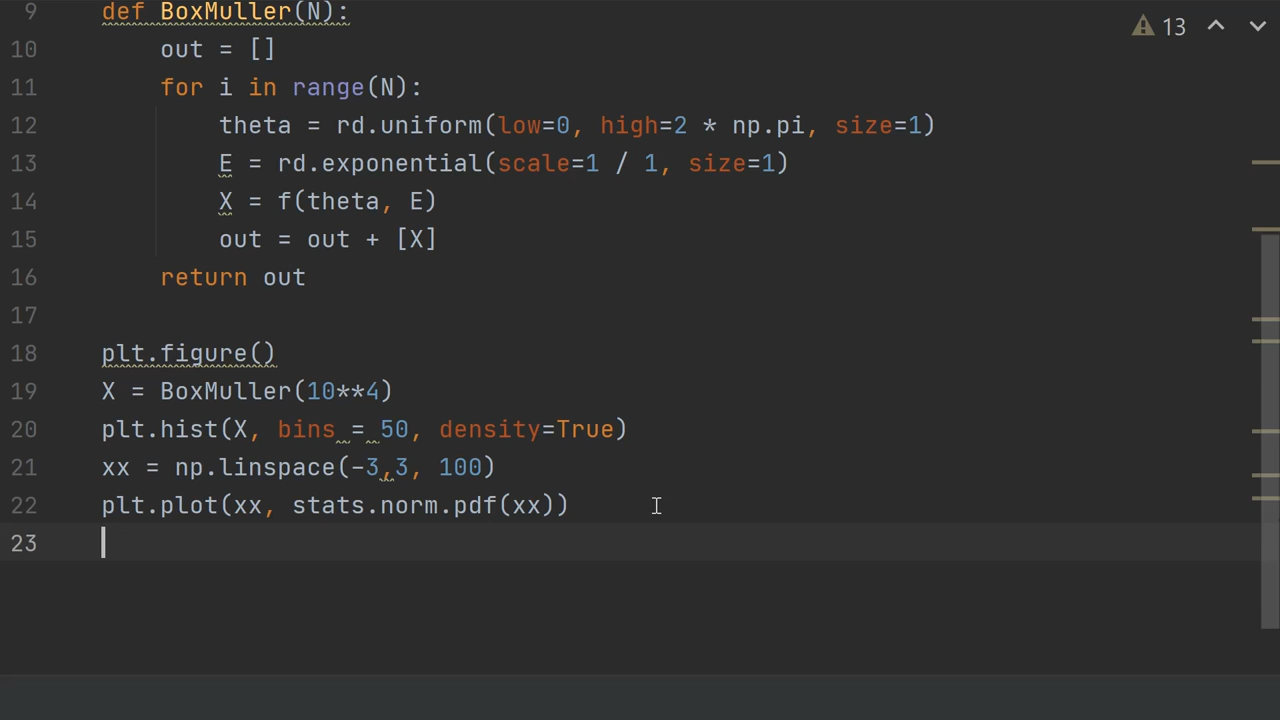 9 def BoxMuller(N):
10 out = []
11 for i in range(N):
12 theta = rd.uniform(low=0, high=2 * np.pi, size=1)
13 E = rd.exponential(scale=1 / 1, size=1)
14 X = f(theta, E)
15 out = out + [X]
16 return out
17
18 plt.figure()
19 X = BoxMuller(10**4)
20 plt.hist(X, bins = 50, density=True)
21 xx = np.linspace(-3,3, 100)
22 plt.plot(xx, stats.norm.pdf(xx))
23
13